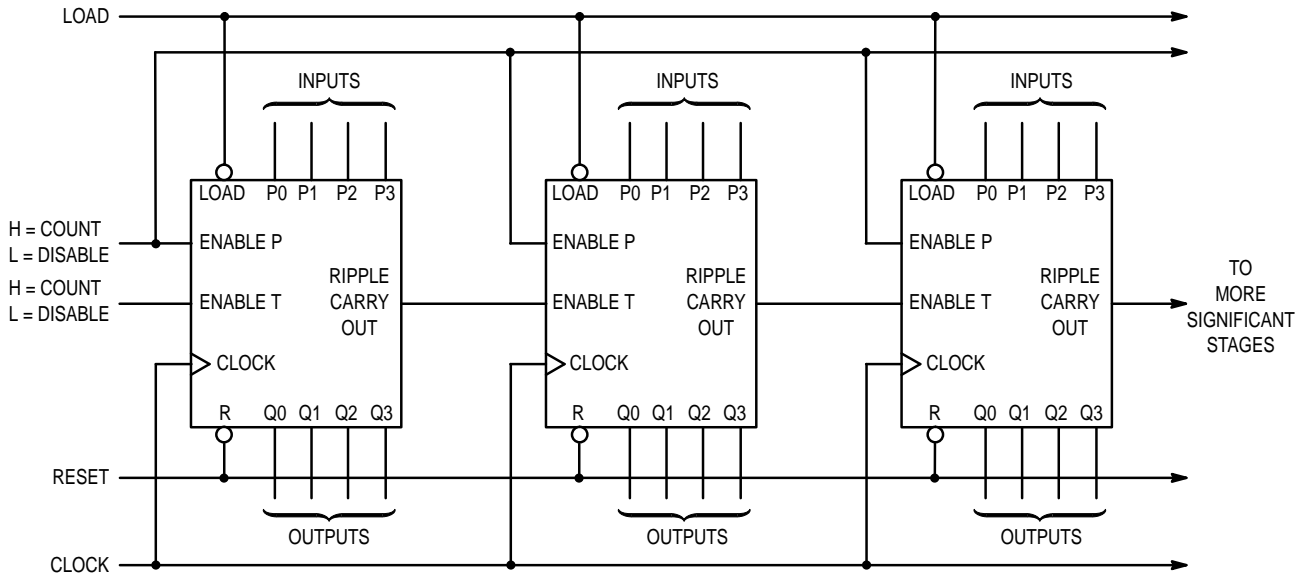 LOAD
INPUTS
INPUTS
INPUTS
LOAD P0 P1 P2 P3
LOAD P0 P1 P2 P3
LOAD P0 P1 P2 P3
H = COUNT
L = DISABLE
ENABLE P
ENABLE P
ENABLE P
H = COUNT
L = DISABLE
ENABLE T
RIPPLE
CARRY
OUT
ENABLE T
RIPPLE
CARRY
OUT
ENABLE T
RIPPLE
CARRY
OUT
TO
MORE
SIGNIFICANT
STAGES
CLOCK
CLOCK
CLOCK
R Q0 Q1 Q2 Q3
R Q0 Q1 Q2 Q3
R Q0 Q1 Q2 Q3
RESET
OUTPUTS
OUTPUTS
OUTPUTS
CLOCK